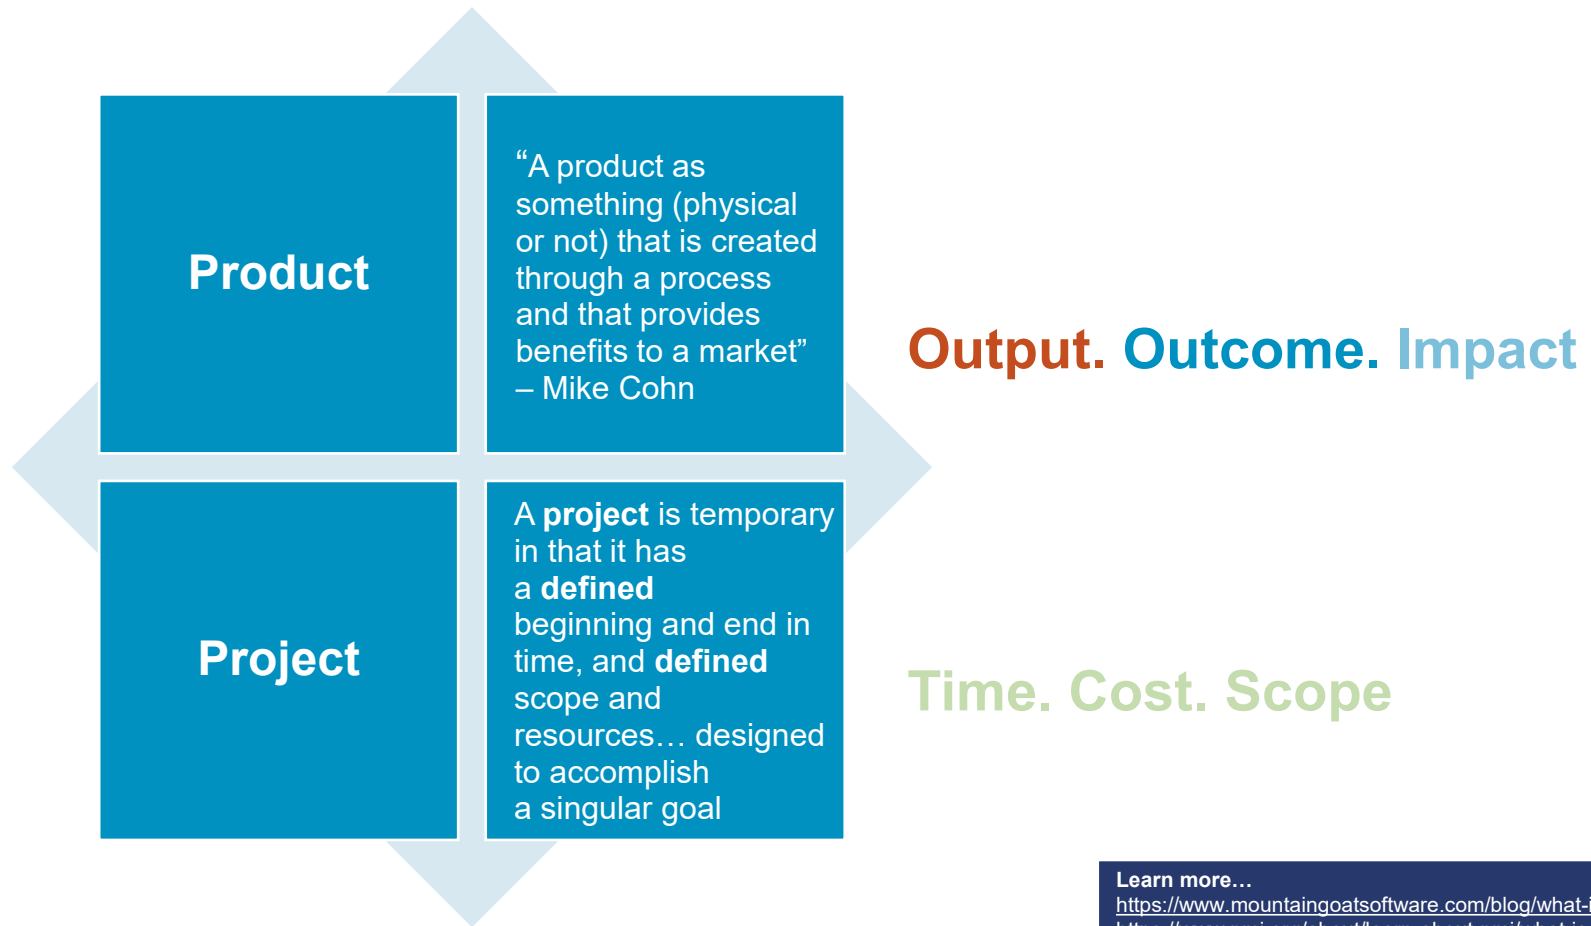 Product
“A product as
something (physical
or not) that is created
through a process
and that provides
benefits to a market”
– Mike Cohn
Output. Outcome. Impact
Project
A project is temporary
in that it has
a defined
beginning and end in
time, and defined
scope and
resources… designed
to accomplish
a singular goal
Time. Cost. Scope
Learn more…
https://www.mountaingoatsoftware.com/blog/what-i